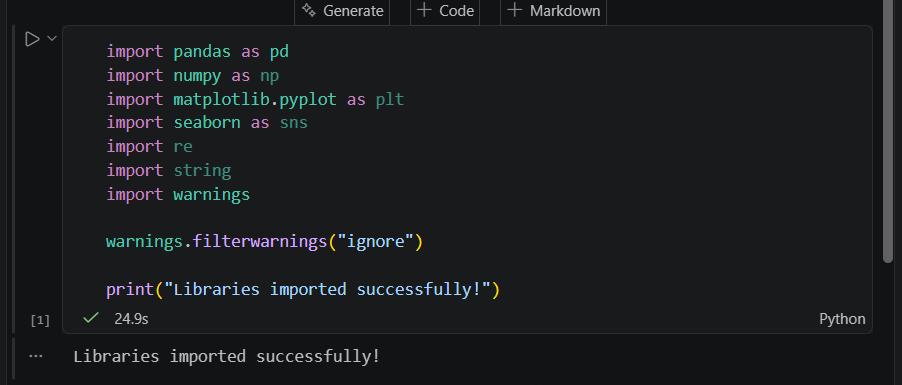 Generate Code Markdown
import pandas as pd
import numpy as np
import matplotlib.pyplot as plt
import seaborn as sns
import re
import string
import warnings
warnings.filterwarnings("ignore")
print("Libraries imported successfully!")
[1] 24.9s Python
Libraries imported successfully!